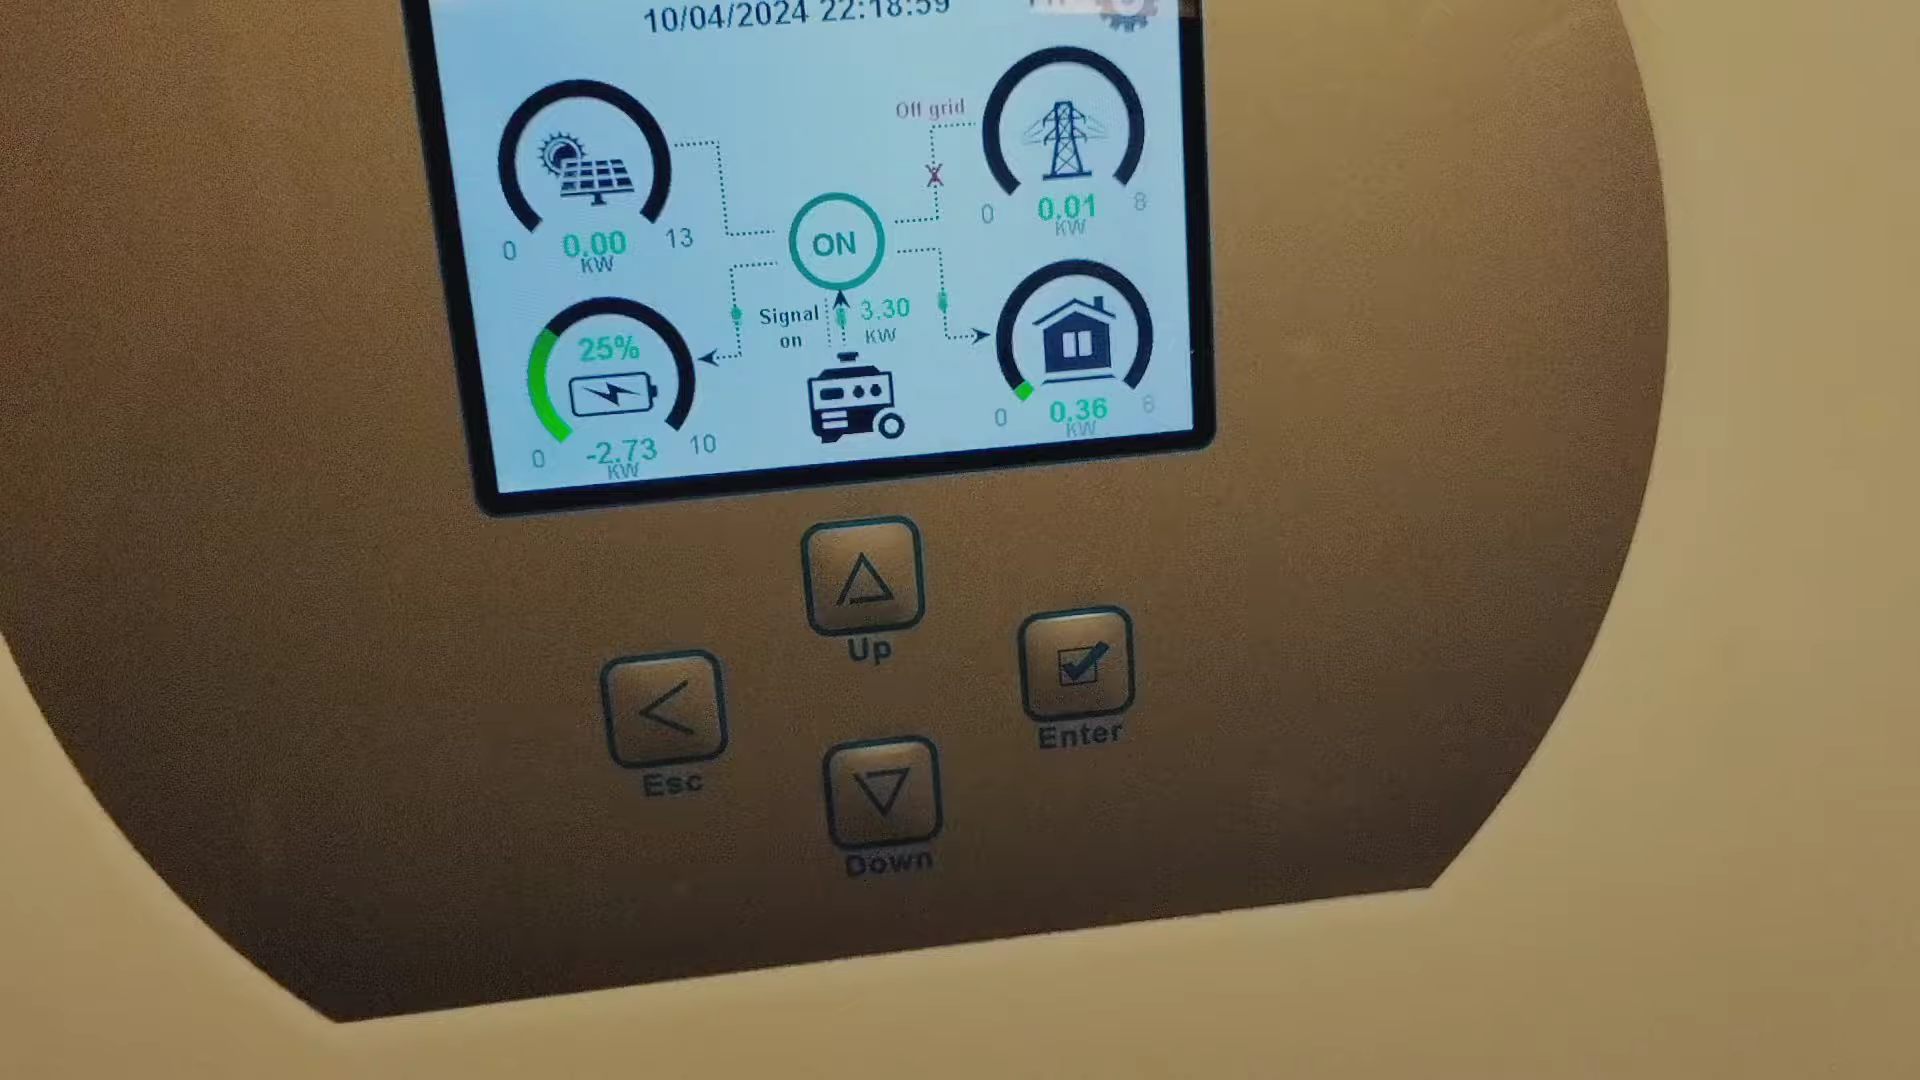 10/04/2024 22:18:59
Off grid
0 0.00 13
KW
0 0.01 8
KW
ON
Signal on
3.30
KW
25%
0 -2.73 10
KW
0 0.36
KW
Up
Esc
Enter
Down